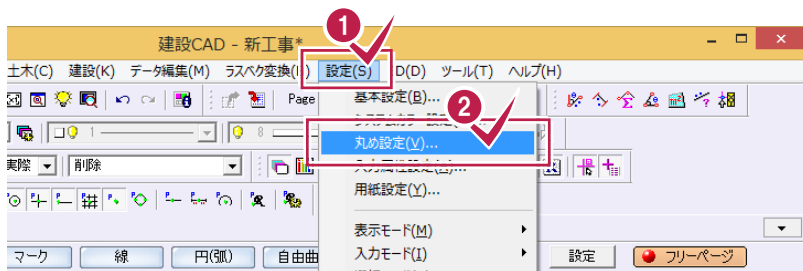 1
建設CAD - 新工事*
土木(C) 建設(K) データ編集(M) ラスベク変換( 設定(S) D(D) ツール(T) ヘルプ(H)
Page
基本設定(B)...
2
丸め設定(V)...
用紙設定(Y)...
表示モード(M)
入力モード(I)
1
8
実際
削除
マーク
線
円(弧)
自由曲
設定
フリーページ